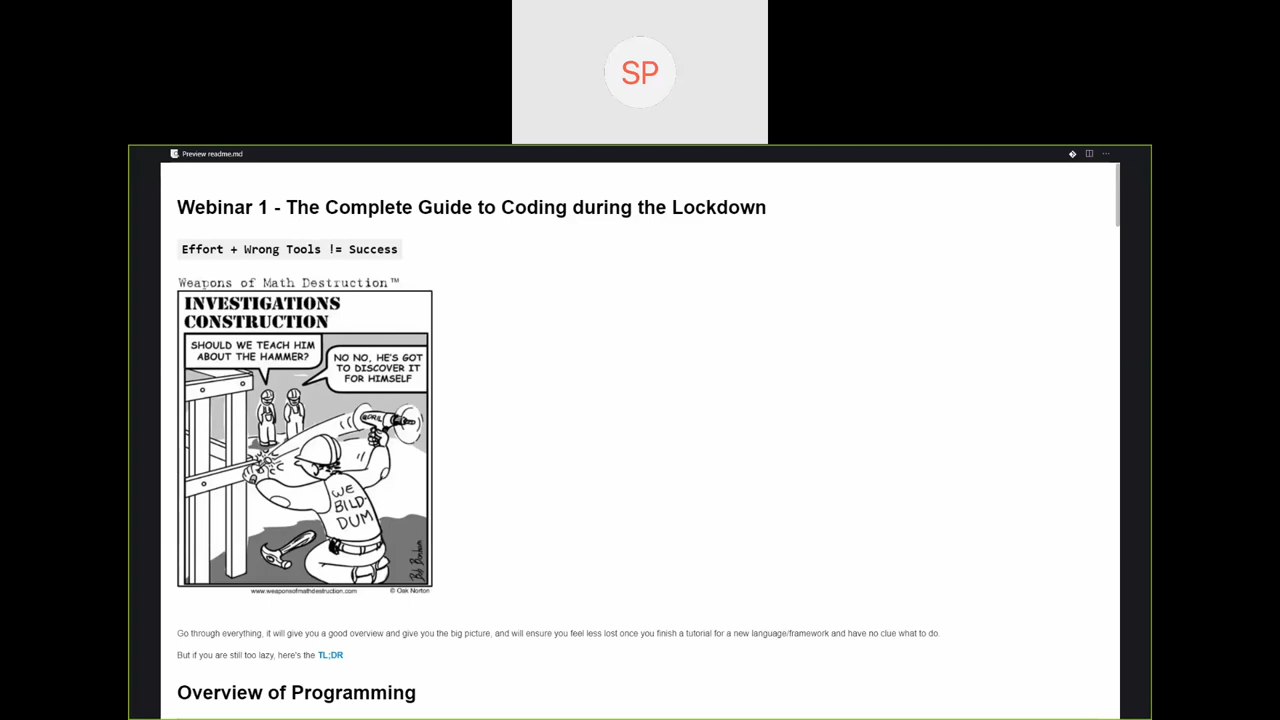 SP
Preview readme.md
Webinar 1 - The Complete Guide to Coding during the Lockdown
Effort + Wrong Tools != Success
Weapons of Math Destruction™
INVESTIGATIONS
CONSTRUCTION
SHOULD WE TEACH HIM
ABOUT THE HAMMER?
NO NO, HE'S GOT
TO DISCOVER IT
FOR HIMSELF
WE
BILD-
DUM
www.weaponsofmathdestruction.com
© Oak Norton
Go through everything, it will give you a good overview and give you the big picture, and will ensure you feel less lost once you finish a tutorial for a new language/framework and have no clue what to do.
But if you are still too lazy, here's the TL;DR
Overview of Programming